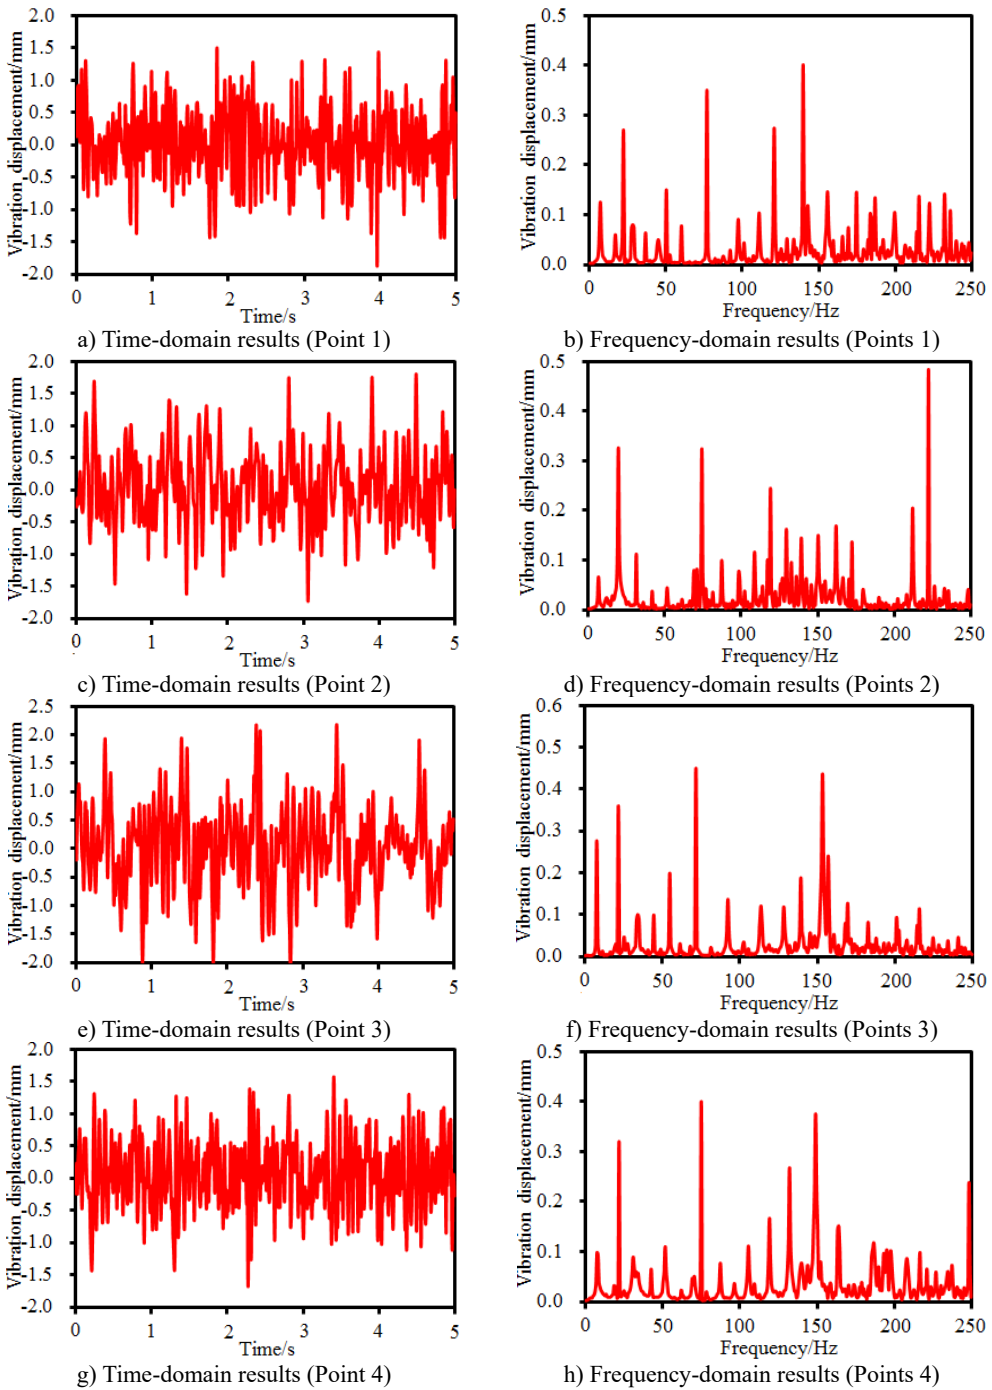 2.0
1.5
1.0
0.5
0.0
-0.5
-1.0
-1.5
-2.0
Vibration displacement/mm
0 1 2 3 4 5
Time/s
a) Time-domain results (Point 1)
0.5
0.4
0.3
0.2
0.1
0.0
Vibration displacement/mm
0 50 100 150 200 250
Frequency/Hz
b) Frequency-domain results (Points 1)
2.0
1.5
1.0
0.5
0.0
-0.5
-1.0
-1.5
-2.0
Vibration displacement/mm
0 1 2 3 4 5
Time/s
c) Time-domain results (Point 2)
0.5
0.4
0.3
0.2
0.1
0.0
Vibration displacement/mm
0 50 100 150 200 250
Frequency/Hz
d) Frequency-domain results (Points 2)
2.5
2.0
1.5
1.0
0.5
0.0
-0.5
-1.0
-1.5
-2.0
Vibration displacement/mm
0 1 2 3 4 5
Time/s
e) Time-domain results (Point 3)
0.6
0.5
0.4
0.3
0.2
0.1
0.0
Vibration displacement/mm
0 50 100 150 200 250
Frequency/Hz
f) Frequency-domain results (Points 3)
2.0
1.5
1.0
0.5
0.0
-0.5
-1.0
-1.5
-2.0
Vibration displacement/mm
0 1 2 3 4 5
Time/s
g) Time-domain results (Point 4)
0.5
0.4
0.3
0.2
0.1
0.0
Vibration displacement/mm
0 50 100 150 200 250
Frequency/Hz
h) Frequency-domain results (Points 4)